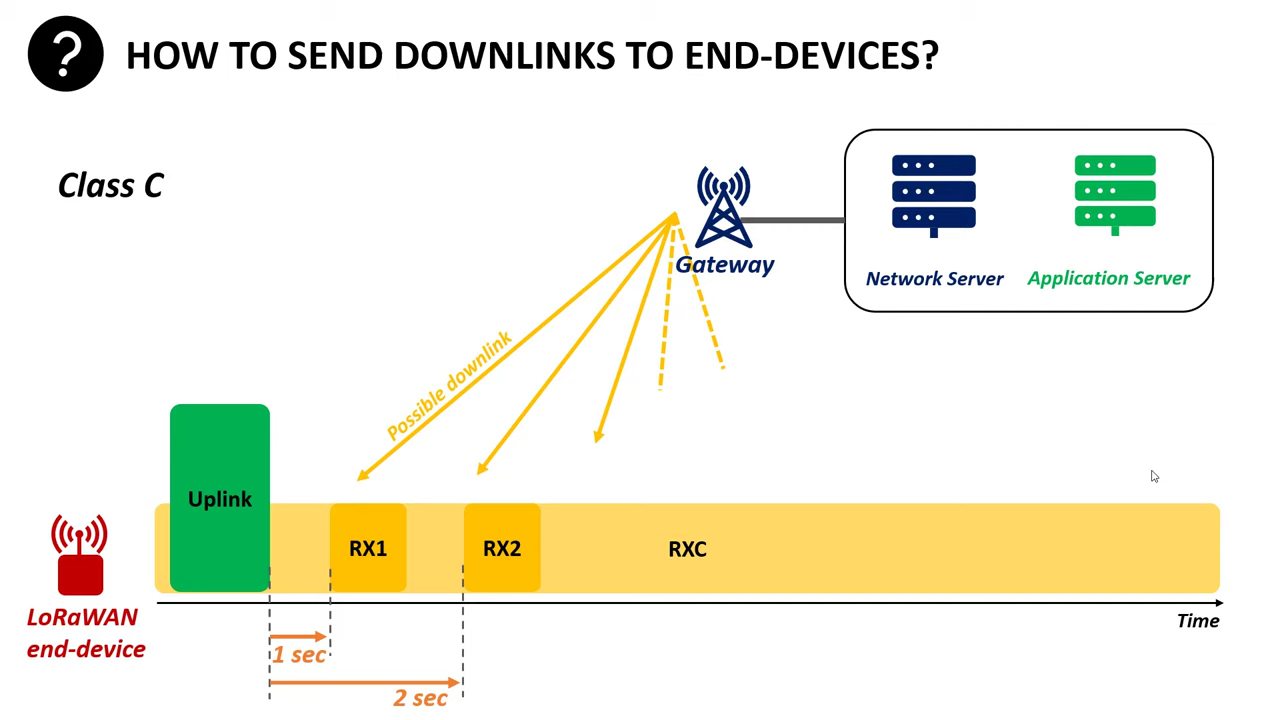 ?
HOW TO SEND DOWNLINKS TO END-DEVICES?
Class C
Gateway
Network Server
Application Server
Possible downlink
Uplink
RX1
RX2
RXC
LoRaWAN
end-device
Time
1 sec
2 sec